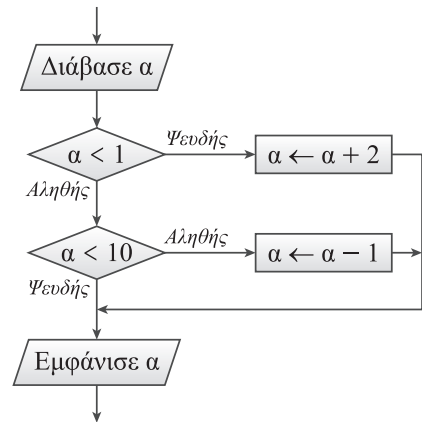 Διάβασε α
Ψευδής
α < 1
α ← α + 2
Αληθής
Αληθής
α < 10
α ← α − 1
Ψευδής
Εμφάνισε α